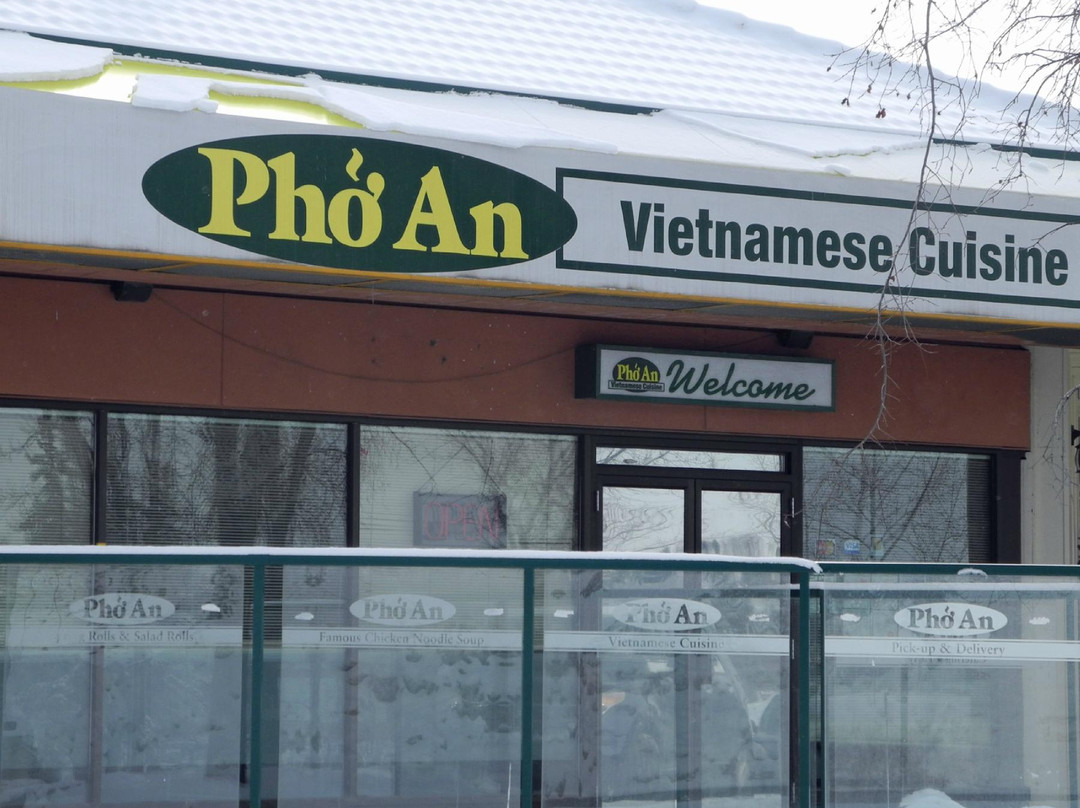 Phở An
Vietnamese Cuisine
Phở An
Vietnamese Cuisine
Welcome
OPEN
Phở An
Rolls & Salad Rolls
Phở An
Famous Chicken Noodle Soup
Phở An
Vietnamese Cuisine
Phở An
Pick-up & Delivery